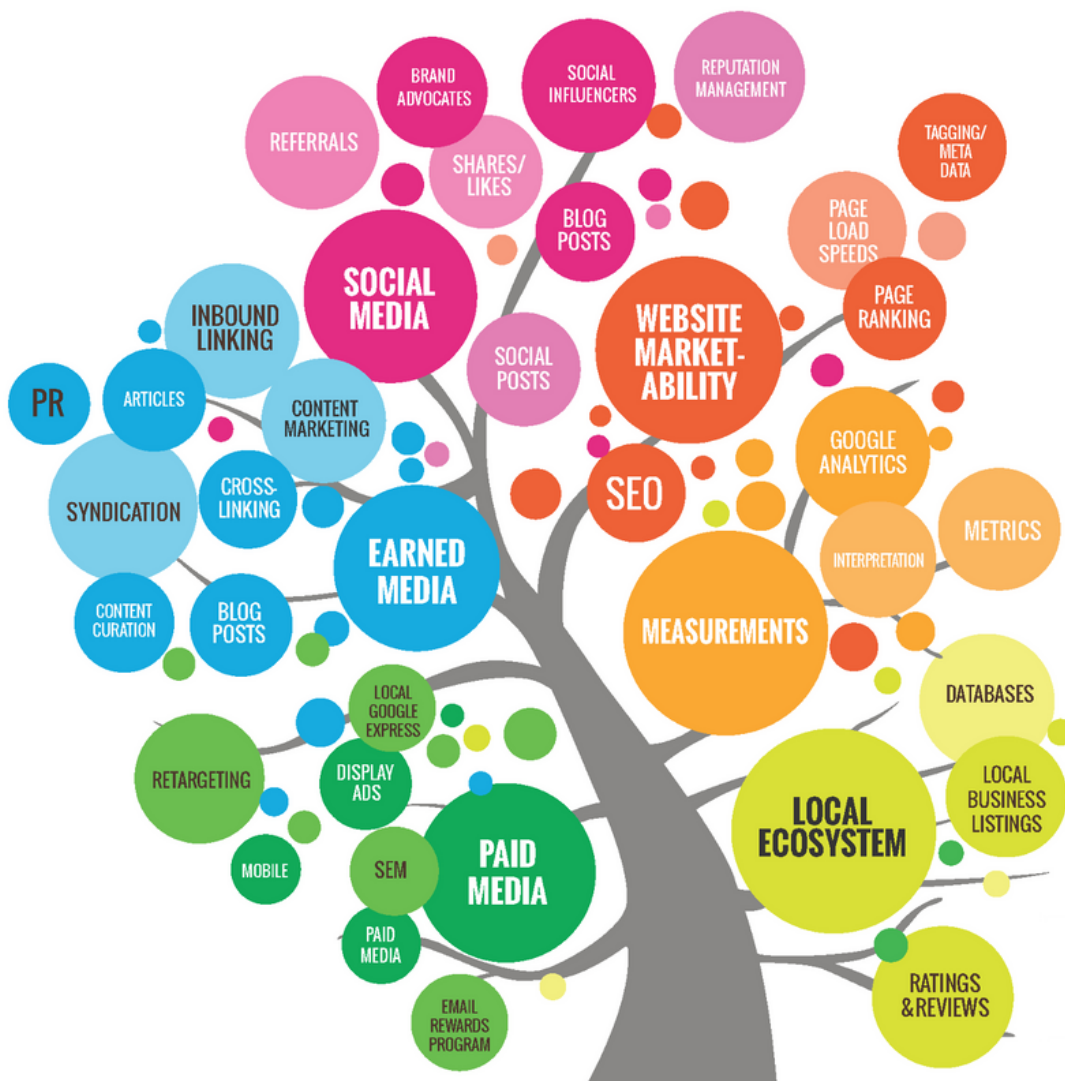 BRAND
ADVOCATES
SOCIAL
INFLUENCERS
REPUTATION
MANAGEMENT
REFERRALS
SHARES/
LIKES
TAGGING/
META
DATA
BLOG
POSTS
PAGE
LOAD
SPEEDS
SOCIAL
MEDIA
PAGE
RANKING
INBOUND
LINKING
WEBSITE
MARKET-
ABILITY
SOCIAL
POSTS
PR
ARTICLES
CONTENT
MARKETING
GOOGLE
ANALYTICS
SYNDICATION
CROSS-
LINKING
SEO
METRICS
EARNED
MEDIA
INTERPRETATION
CONTENT
CURATION
BLOG
POSTS
MEASUREMENTS
DATABASES
LOCAL
GOOGLE
EXPRESS
RETARGETING
DISPLAY
ADS
LOCAL
BUSINESS
LISTINGS
LOCAL
ECOSYSTEM
MOBILE
SEM
PAID
MEDIA
PAID
MEDIA
RATINGS
&REVIEWS
EMAIL
REWARDS
PROGRAM